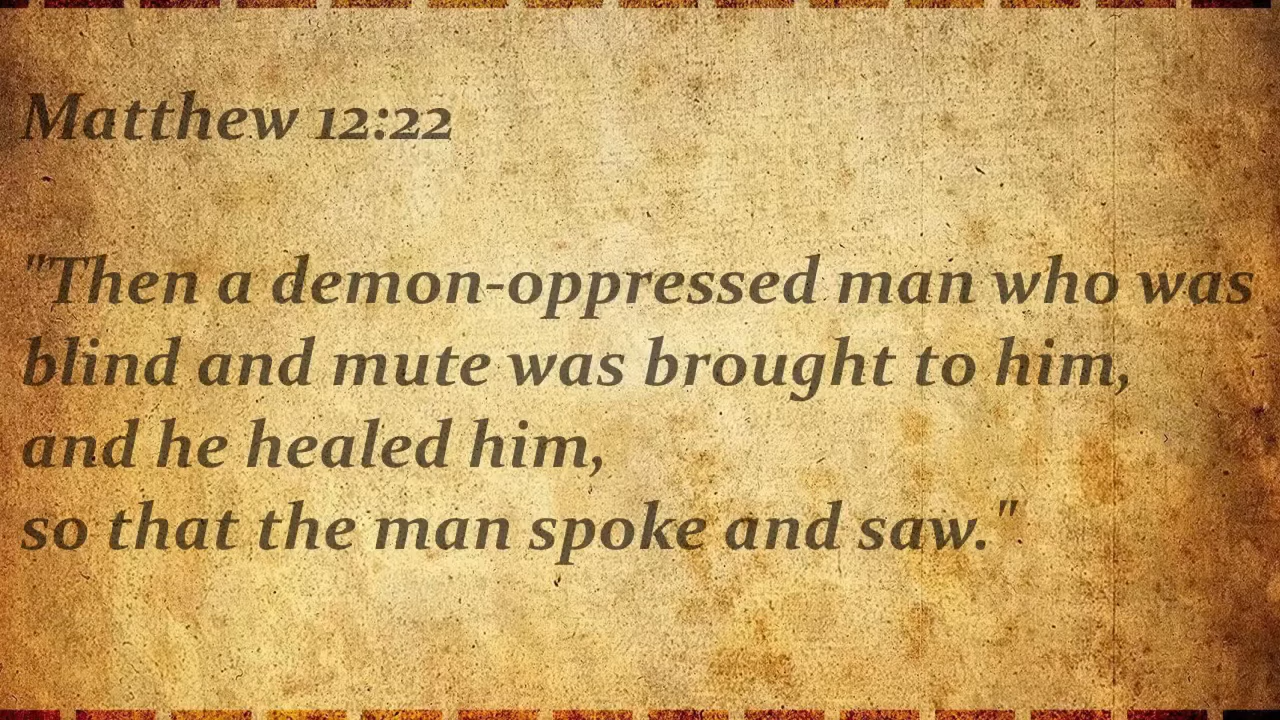 Matthew 12:22
"Then a demon-oppressed man who was
blind and mute was brought to him,
and he healed him,
so that the man spoke and saw."